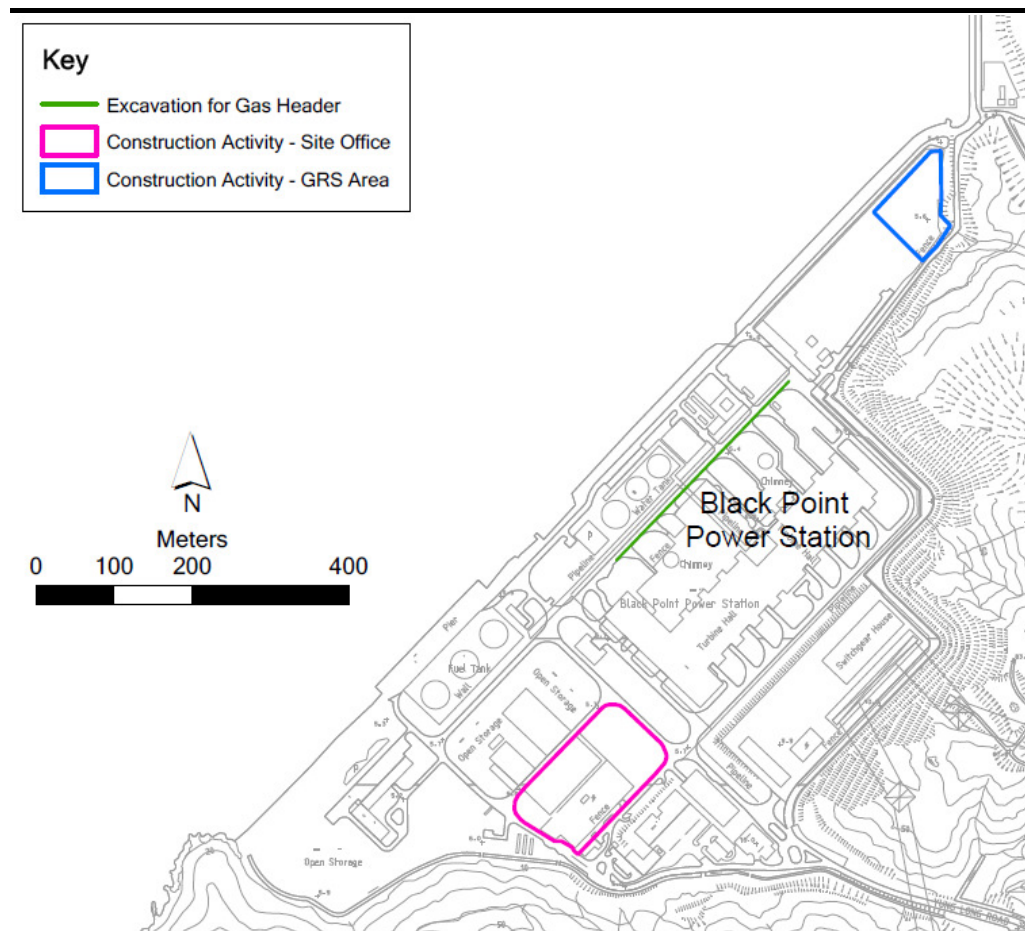 Key
Excavation for Gas Header
Construction Activity - Site Office
Construction Activity - GRS Area
N
Meters
0 100 200 400
Black Point
Power Station
Fence
Chimney
Water Tank
Pipeline
Fence
Chimney
Pipeline
Black Point Power Station
Turbine Hall
Pipeline
Switchgear House
Pier
Fuel Tank
Wall
Open Storage
Open Storage
Fence
Fence
Pipeline
Open Storage